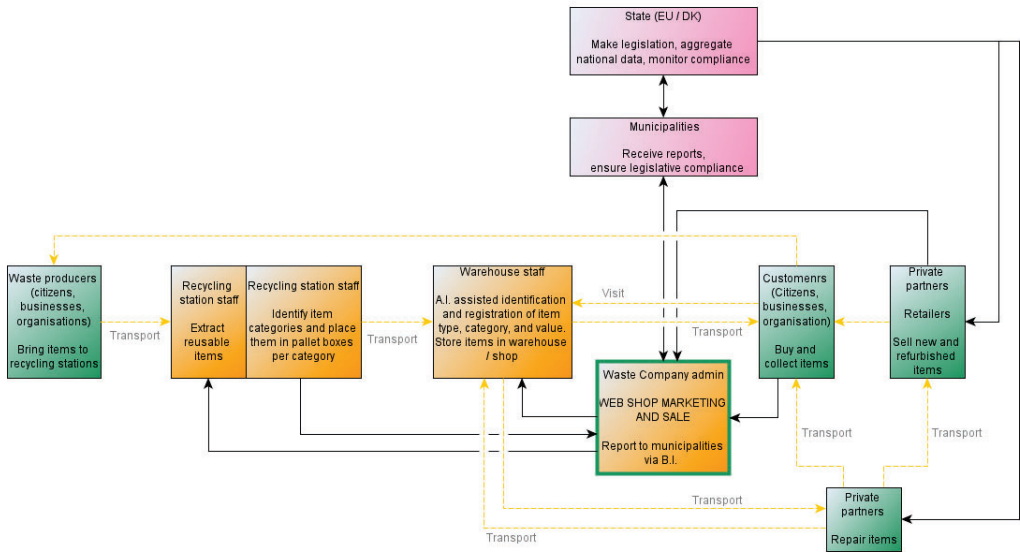 State (EU / DK)
Make legislation, aggregate
national data, monitor compliance
Municipalities
Receive reports,
ensure legislative compliance
Waste producers
(citizens,
businesses,
organisations)
Bring items to
recycling stations
Transport
Recycling
station staff
Extract
reusable
items
Recycling station staff
Identify item
categories and place
them in pallet boxes
per category
Transport
Warehouse staff
A.I. assisted identification
and registration of item
type, category, and value.
Store items in warehouse
/ shop
Visit
Transport
Customenrs
(Citizens,
business,
organisation)
Buy and
collect items
Private
partners
Retailers
Sell new and
refurbished
items
Waste Company admin
WEB SHOP MARKETING
AND SALE
Report to municipalities
via B.I.
Transport
Transport
Transport
Transport
Private
partners
Repair items